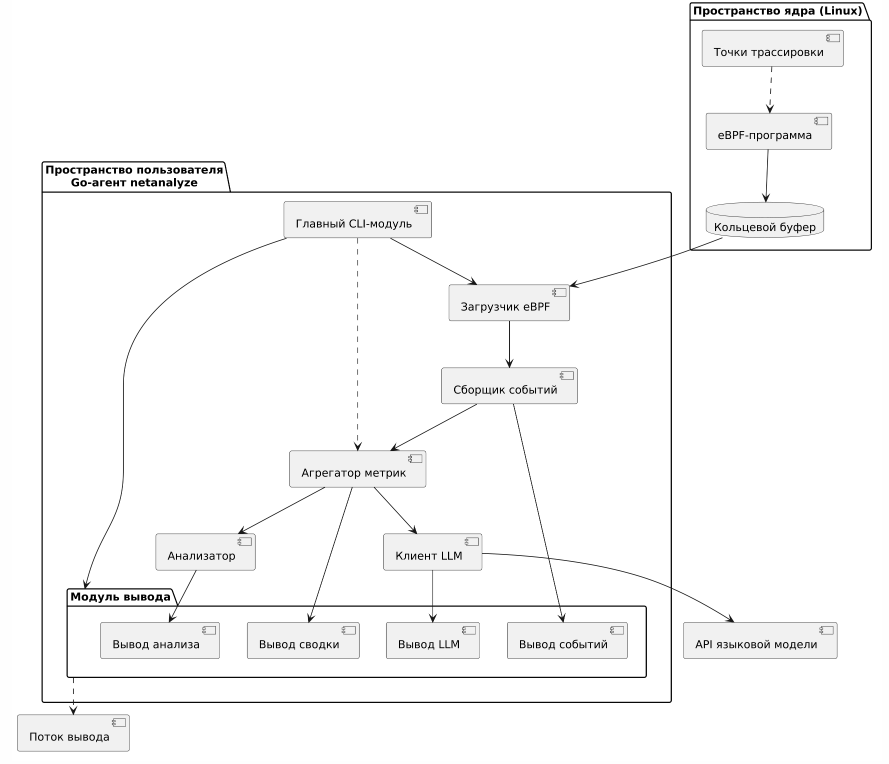 Пространство ядра (Linux)
Точки трассировки
eBPF-программа
Кольцевой буфер
Пространство пользователя
Go-агент netanalyze
Главный CLI-модуль
Загрузчик eBPF
Сборщик событий
Агрегатор метрик
Анализатор
Клиент LLM
Модуль вывода
Вывод анализа
Вывод сводки
Вывод LLM
Вывод событий
API языковой модели
Поток вывода